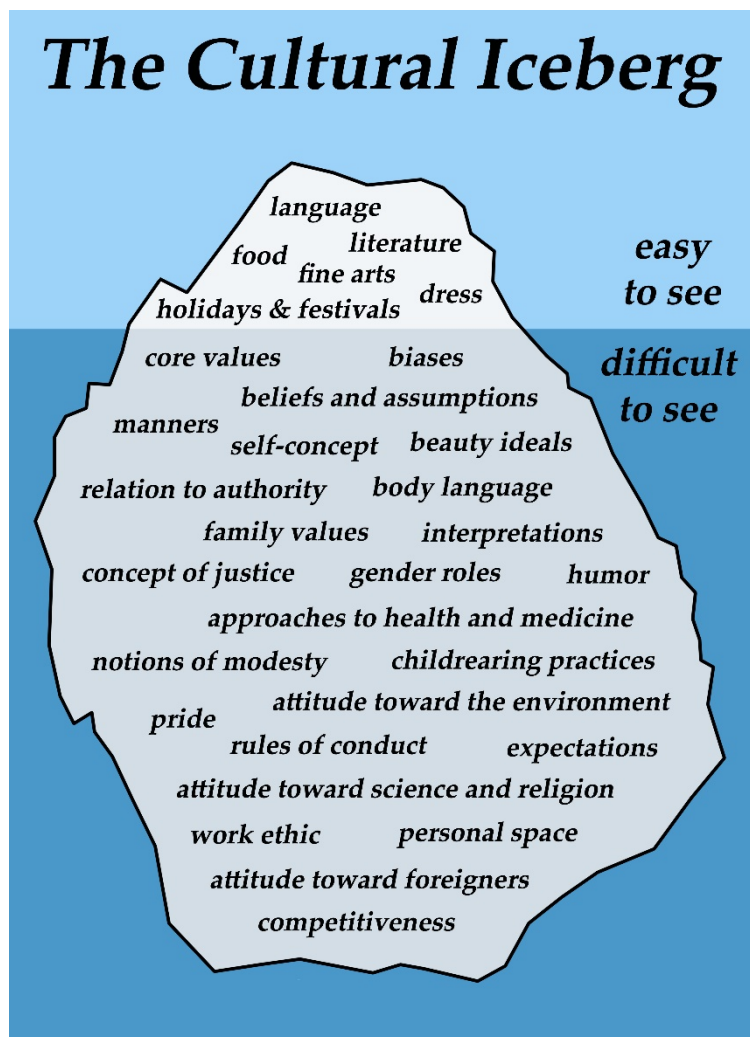 The Cultural Iceberg
language
food
literature
fine arts
dress
holidays & festivals
easy
to see
difficult
to see
core values
biases
beliefs and assumptions
manners
self-concept
beauty ideals
relation to authority
body language
family values
interpretations
concept of justice
gender roles
humor
approaches to health and medicine
notions of modesty
childrearing practices
attitude toward the environment
pride
rules of conduct
expectations
attitude toward science and religion
work ethic
personal space
attitude toward foreigners
competitiveness